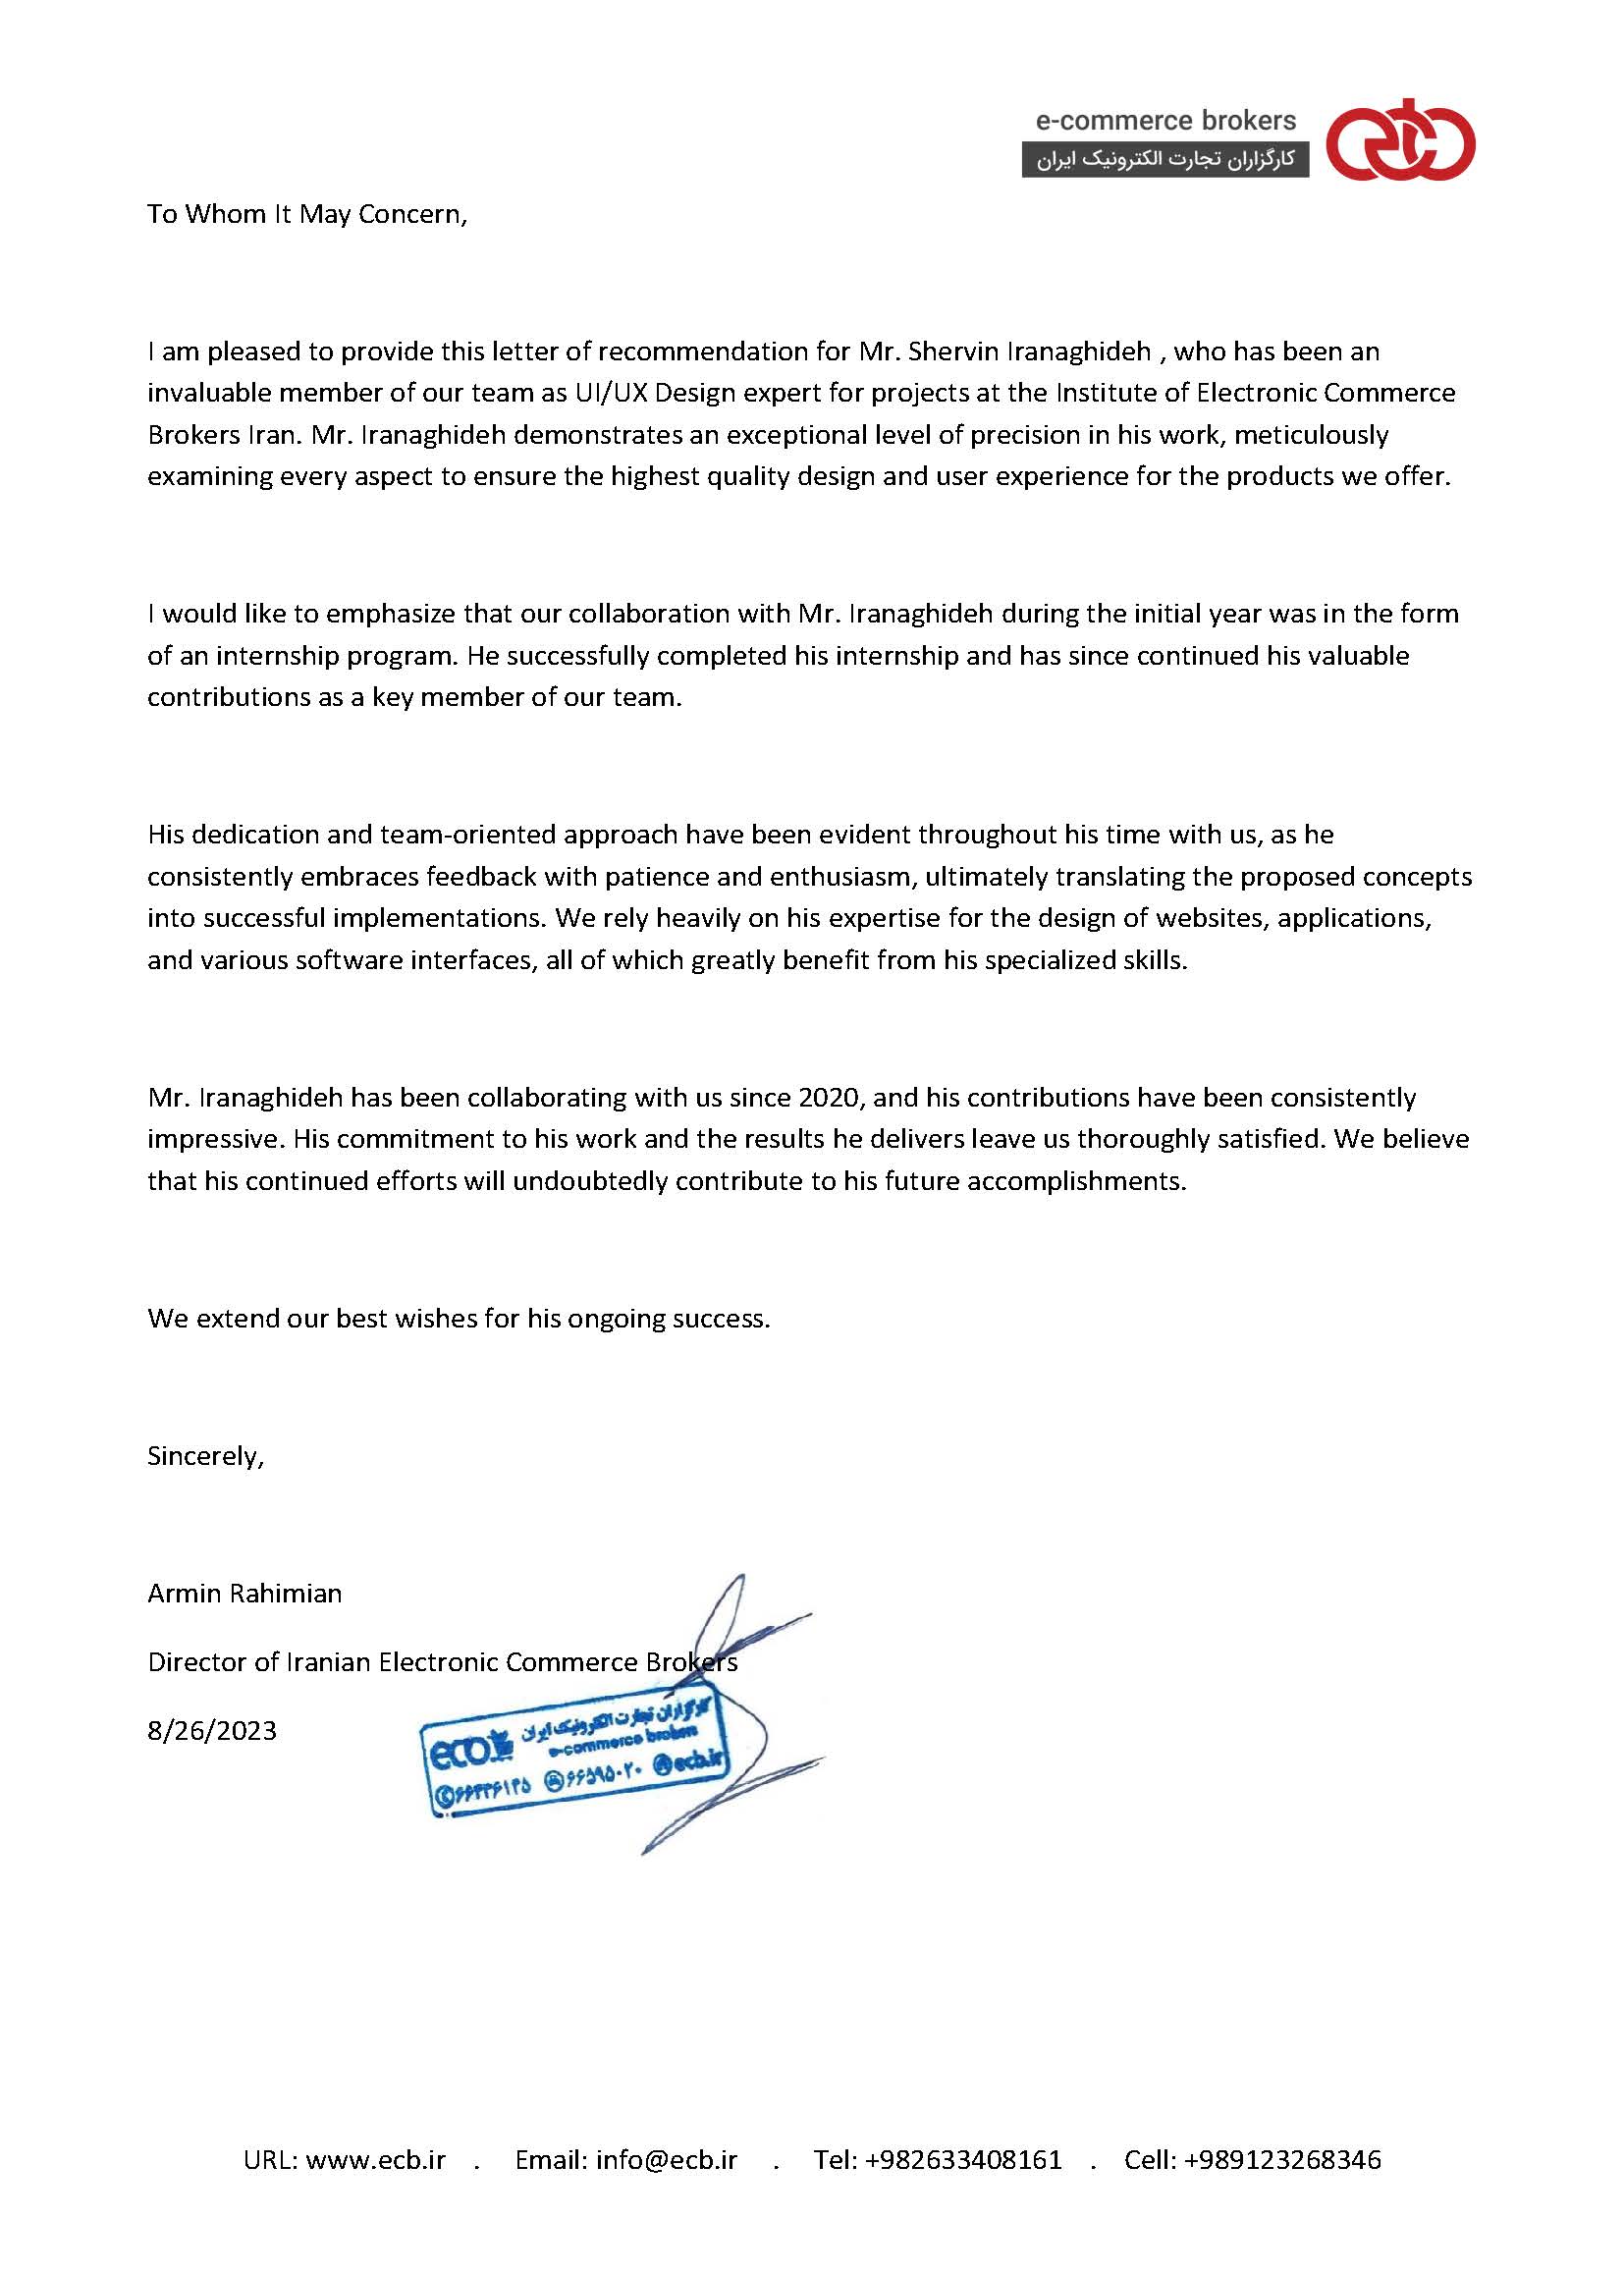 e-commerce brokers
کارگزاران تجارت الکترونیک ایران
To Whom It May Concern,
I am pleased to provide this letter of recommendation for Mr. Shervin Iranaghideh , who has been an
invaluable member of our team as UI/UX Design expert for projects at the Institute of Electronic Commerce
Brokers Iran. Mr. Iranaghideh demonstrates an exceptional level of precision in his work, meticulously
examining every aspect to ensure the highest quality design and user experience for the products we offer.
I would like to emphasize that our collaboration with Mr. Iranaghideh during the initial year was in the form
of an internship program. He successfully completed his internship and has since continued his valuable
contributions as a key member of our team.
His dedication and team-oriented approach have been evident throughout his time with us, as he
consistently embraces feedback with patience and enthusiasm, ultimately translating the proposed concepts
into successful implementations. We rely heavily on his expertise for the design of websites, applications,
and various software interfaces, all of which greatly benefit from his specialized skills.
Mr. Iranaghideh has been collaborating with us since 2020, and his contributions have been consistently
impressive. His commitment to his work and the results he delivers leave us thoroughly satisfied. We believe
that his continued efforts will undoubtedly contribute to his future accomplishments.
We extend our best wishes for his ongoing success.
Sincerely,
Armin Rahimian
Director of Iranian Electronic Commerce Brokers
8/26/2023
کارگزاران تجارت الکترونیک ایران
e-commerce brokers
ecb.ir
URL: www.ecb.ir . Email: info@ecb.ir . Tel: +982633408161 . Cell: +989123268346